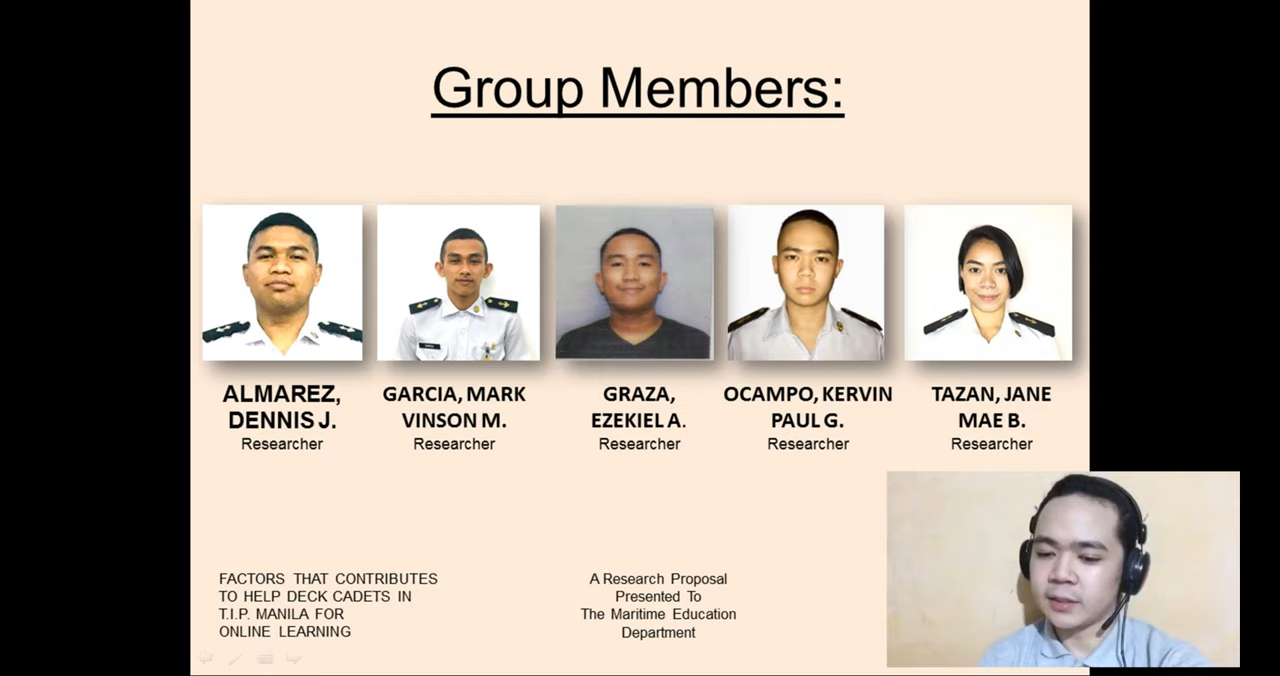 Group Members:
ALMAREZ,
DENNIS J.
Researcher
GARCIA, MARK
VINSON M.
Researcher
GRAZA,
EZEKIEL A.
Researcher
OCAMPO, KERVIN
PAUL G.
Researcher
TAZAN, JANE
MAE B.
Researcher
FACTORS THAT CONTRIBUTES
TO HELP DECK CADETS IN
T.I.P. MANILA FOR
ONLINE LEARNING
A Research Proposal
Presented To
The Maritime Education
Department